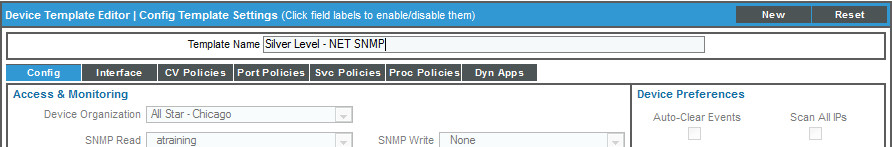 Device Template Editor | Config Template Settings (Click field labels to enable/disable them) New Reset
Template Name Silver Level - NET SNMP
Config Interface CV Policies Port Policies Svc Policies Proc Policies Dyn Apps
Access & Monitoring Device Preferences
Device Organization All Star - Chicago Auto-Clear Events Scan All IPs
SNMP Read atraining SNMP Write None